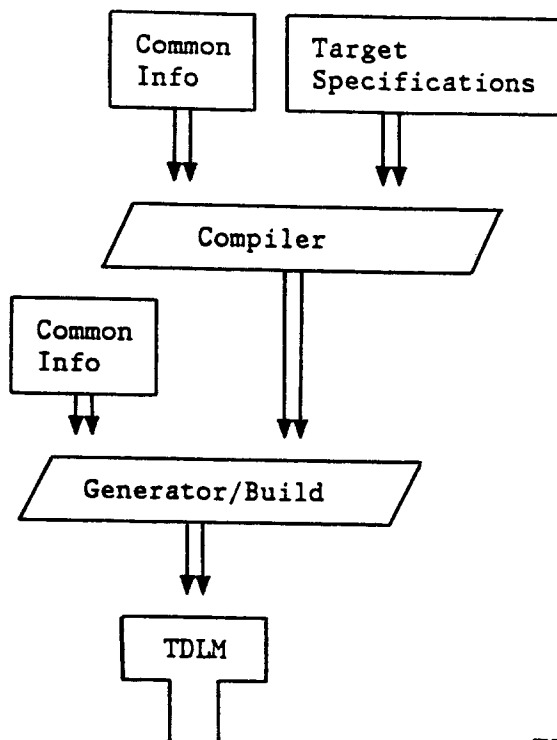 Common
Info
Target
Specifications
Compiler
Common
Info
Generator/Build
TDLM